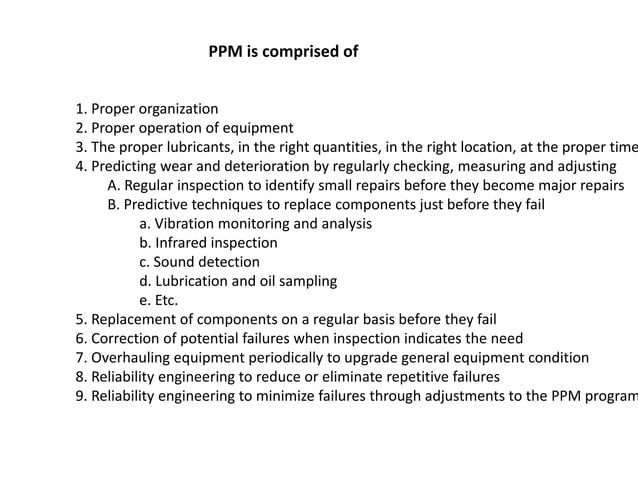 PPM is comprised of
1. Proper organization
2. Proper operation of equipment
3. The proper lubricants, in the right quantities, in the right location, at the proper time
4. Predicting wear and deterioration by regularly checking, measuring and adjusting
A. Regular inspection to identify small repairs before they become major repairs
B. Predictive techniques to replace components just before they fail
a. Vibration monitoring and analysis
b. Infrared inspection
c. Sound detection
d. Lubrication and oil sampling
e. Etc.
5. Replacement of components on a regular basis before they fail
6. Correction of potential failures when inspection indicates the need
7. Overhauling equipment periodically to upgrade general equipment condition
8. Reliability engineering to reduce or eliminate repetitive failures
9. Reliability engineering to minimize failures through adjustments to the PPM program